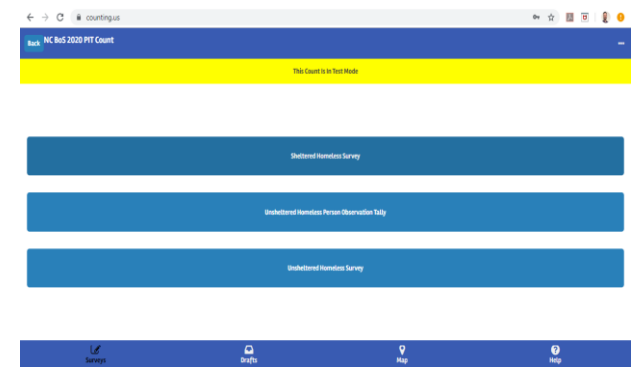 counting.us
Back NC BoS 2020 PIT Count
This Count Is In Test Mode
Sheltered Homeless Survey
Unsheltered Homeless Person Observation Tally
Unsheltered Homeless Survey
Surveys Drafts Map Help